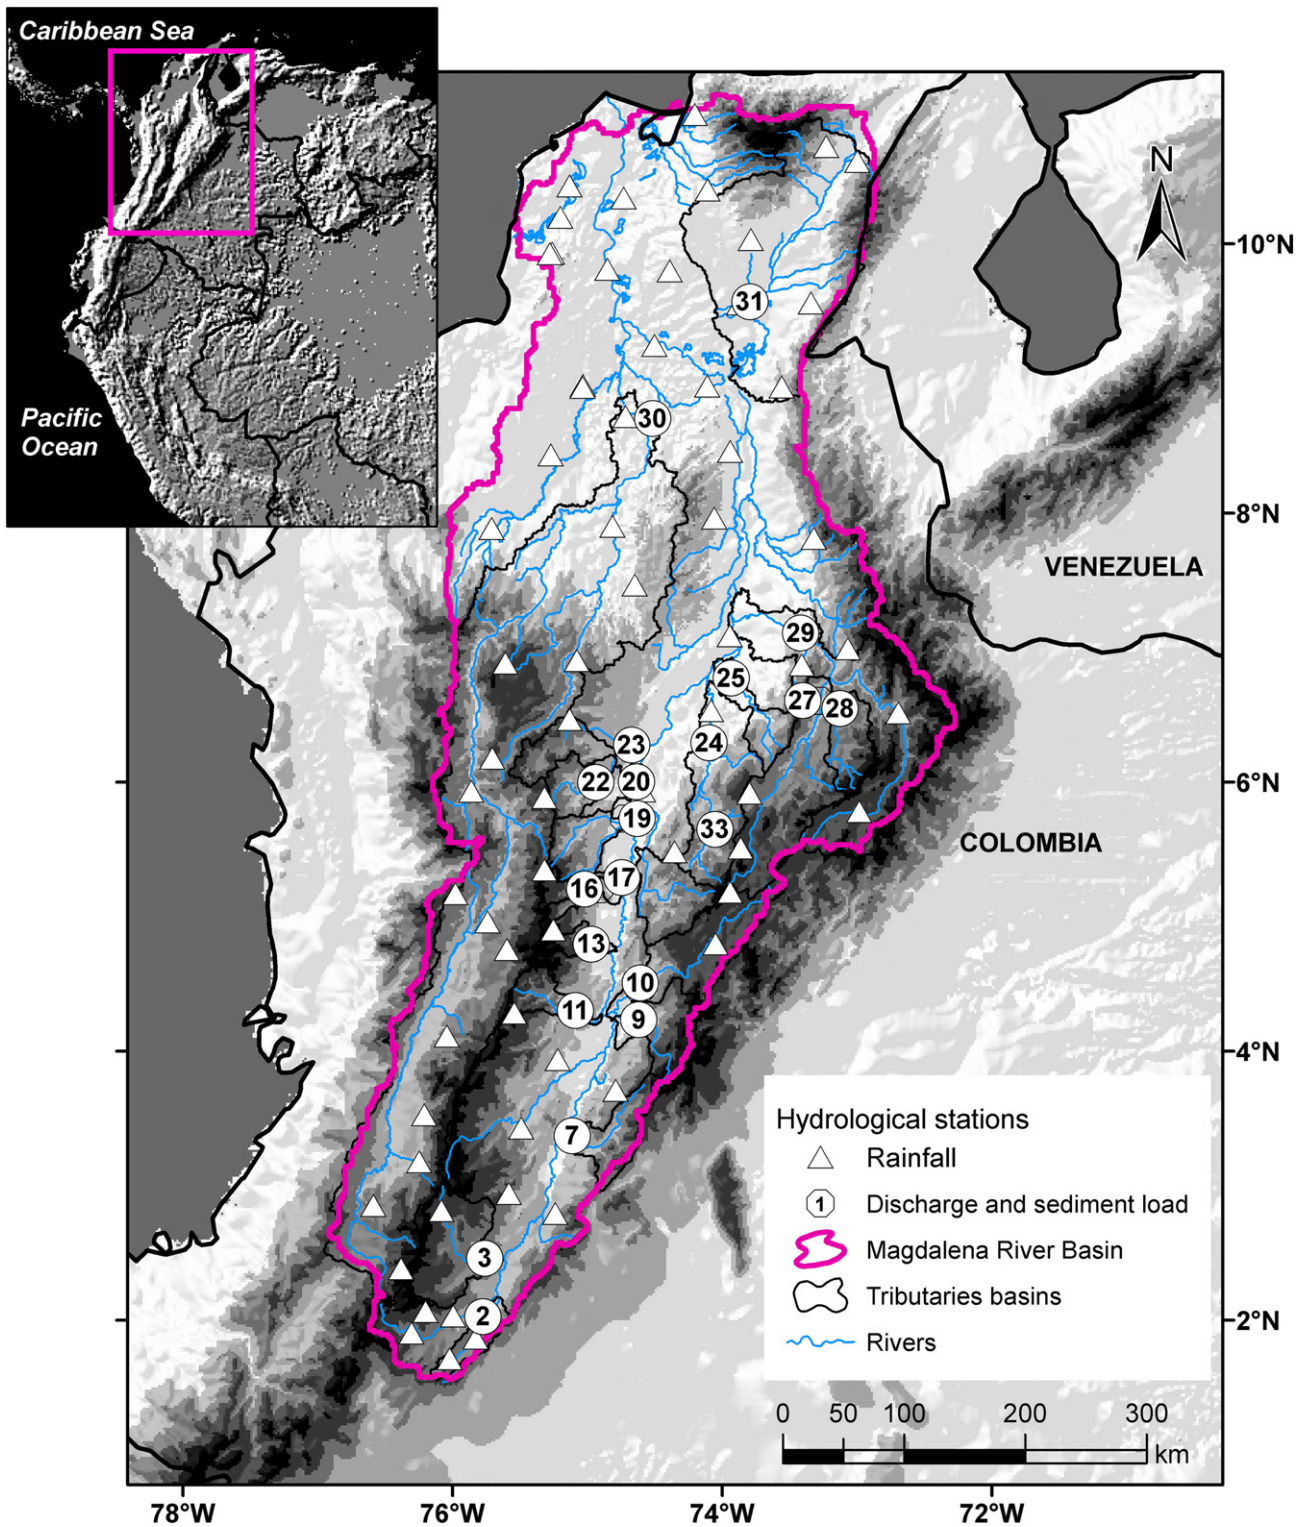 Caribbean Sea
Pacific
Ocean
N
10°N
8°N
6°N
4°N
2°N
78°W
76°W
74°W
72°W
VENEZUELA
COLOMBIA
31
30
29
25
27
28
24
23
22
20
19
33
17
16
13
10
11
9
7
3
2
Hydrological stations
Rainfall
1 Discharge and sediment load
Magdalena River Basin
Tributaries basins
Rivers
0 50 100 200 300
km